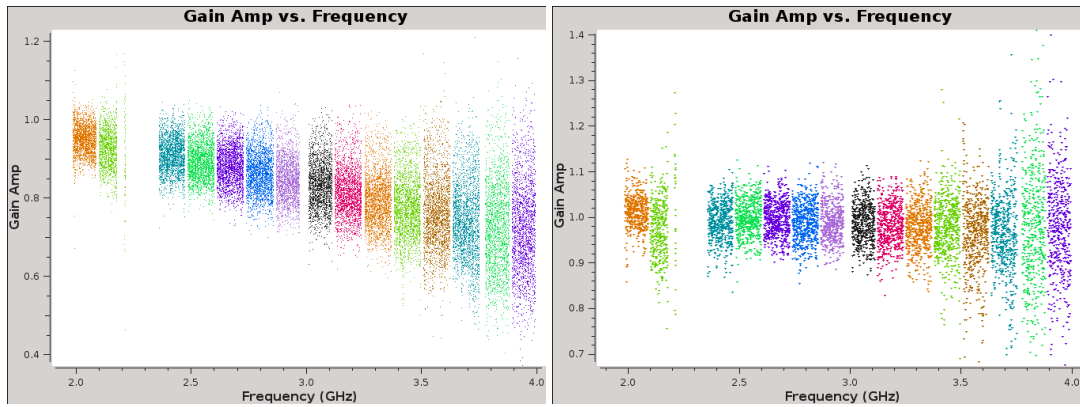 Gain Amp vs. Frequency
Gain Amp
1.2
1.0
0.8
0.6
0.4
2.0 2.5 3.0 3.5 4.0
Frequency (GHz)
Gain Amp vs. Frequency
Gain Amp
1.4
1.3
1.2
1.1
1.0
0.9
0.8
0.7
2.0 2.5 3.0 3.5 4.0
Frequency (GHz)